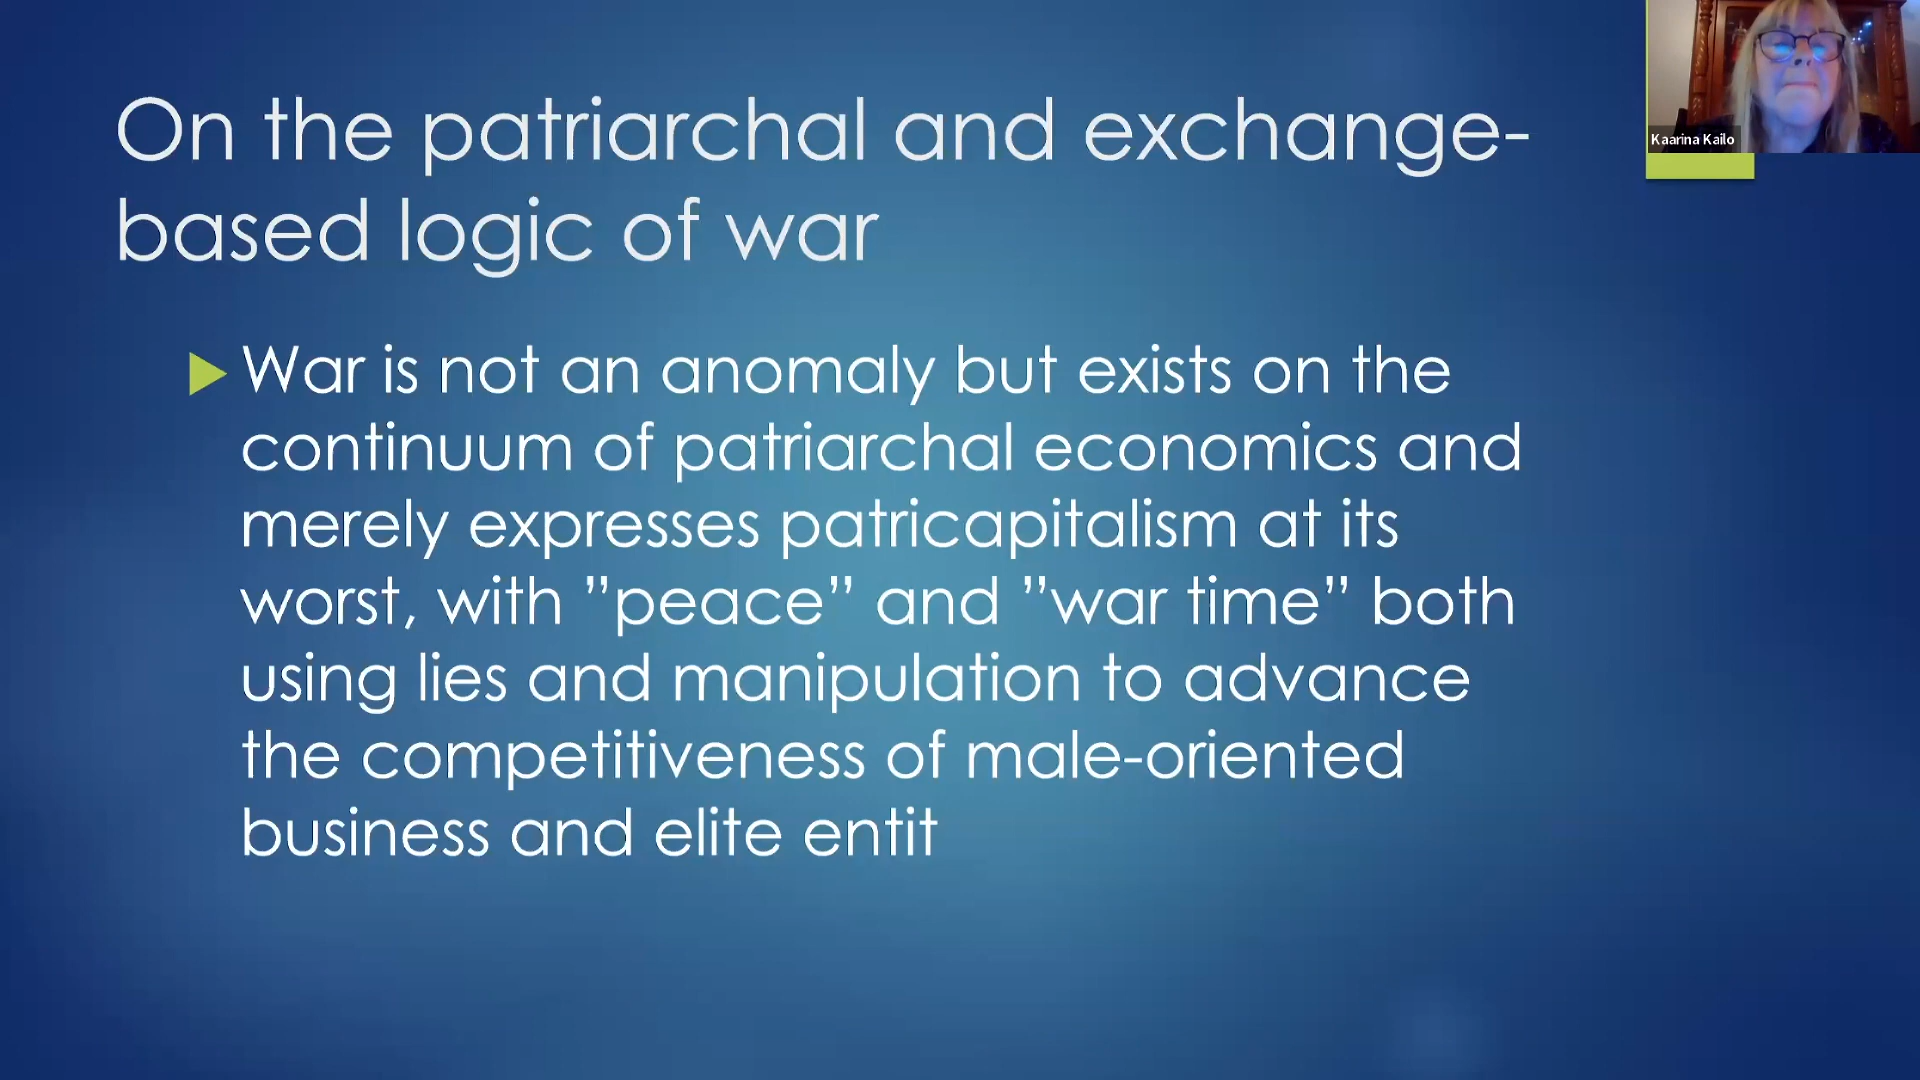 On the patriarchal and exchange-
based logic of war
War is not an anomaly but exists on the
continuum of patriarchal economics and
merely expresses patricapitalism at its
worst, with ”peace” and ”war time” both
using lies and manipulation to advance
the competitiveness of male-oriented
business and elite entit
Kaarina Kailo